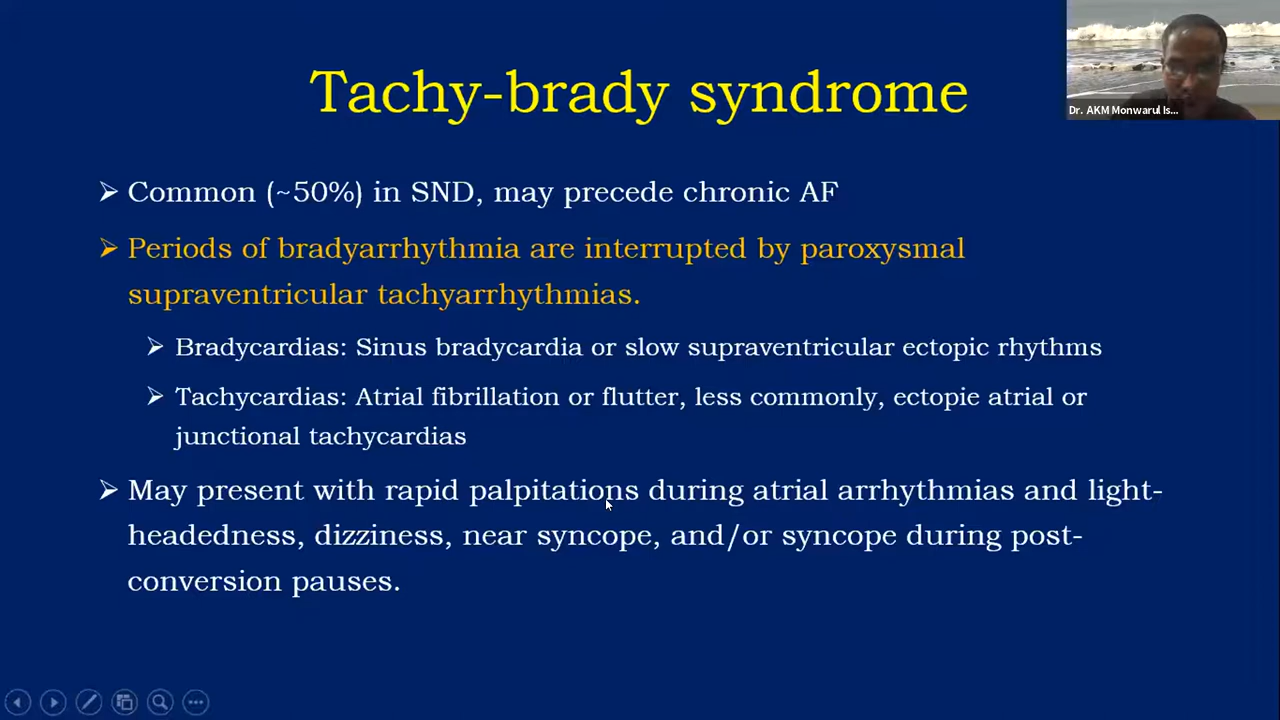 Tachy-brady syndrome
Dr. AKM Monwarul Is...
➢ Common (~50%) in SND, may precede chronic AF
➢ Periods of bradyarrhythmia are interrupted by paroxysmal
supraventricular tachyarrhythmias.
➢ Bradycardias: Sinus bradycardia or slow supraventricular ectopic rhythms
➢ Tachycardias: Atrial fibrillation or flutter, less commonly, ectopie atrial or
junctional tachycardias
➢ May present with rapid palpitations during atrial arrhythmias and light-
headedness, dizziness, near syncope, and/or syncope during post-
conversion pauses.